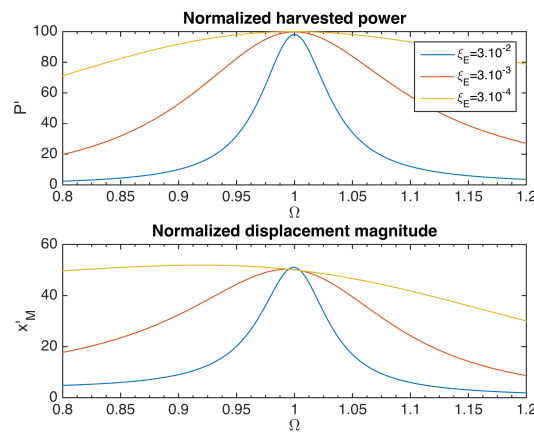 Normalized harvested power
100
80
60
40
20
0
P'
ξE=3.10-2
ξE=3.10-3
ξE=3.10-4
0.8 0.85 0.9 0.95 1 1.05 1.1 1.15 1.2
Ω
Normalized displacement magnitude
60
40
20
0
x'M
0.8 0.85 0.9 0.95 1 1.05 1.1 1.15 1.2
Ω